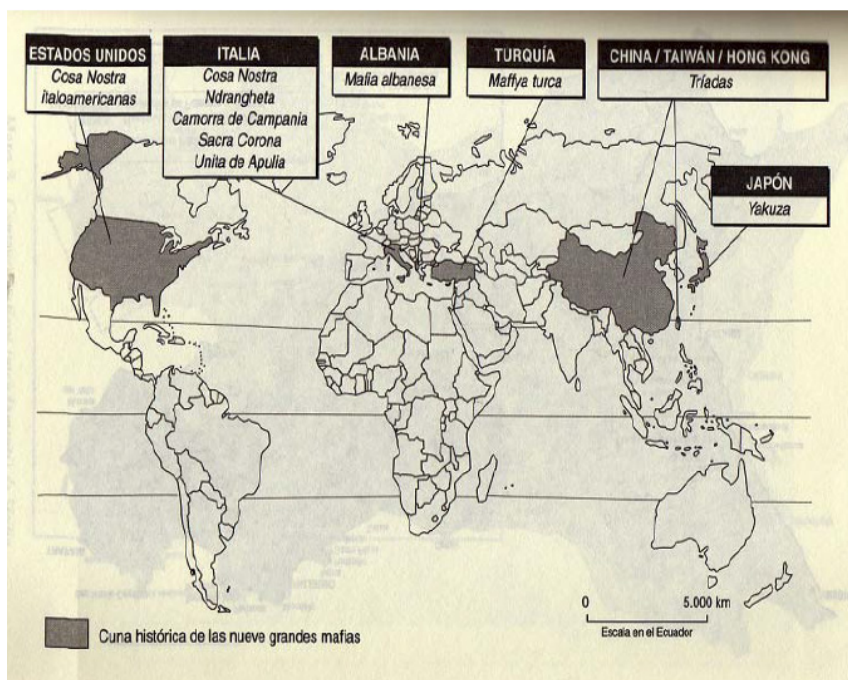 ESTADOS UNIDOS
Cosa Nostra
italoamericanas
ITALIA
Cosa Nostra
Ndrangheta
Camorra de Campania
Sacra Corona
Unita de Apulia
ALBANIA
Mafia albanesa
TURQUÍA
Maffya turca
CHINA / TAIWÁN / HONG KONG
Tríadas
JAPÓN
Yakuza
0 5.000 km
Escala en el Ecuador
Cuna histórica de las nueve grandes mafias